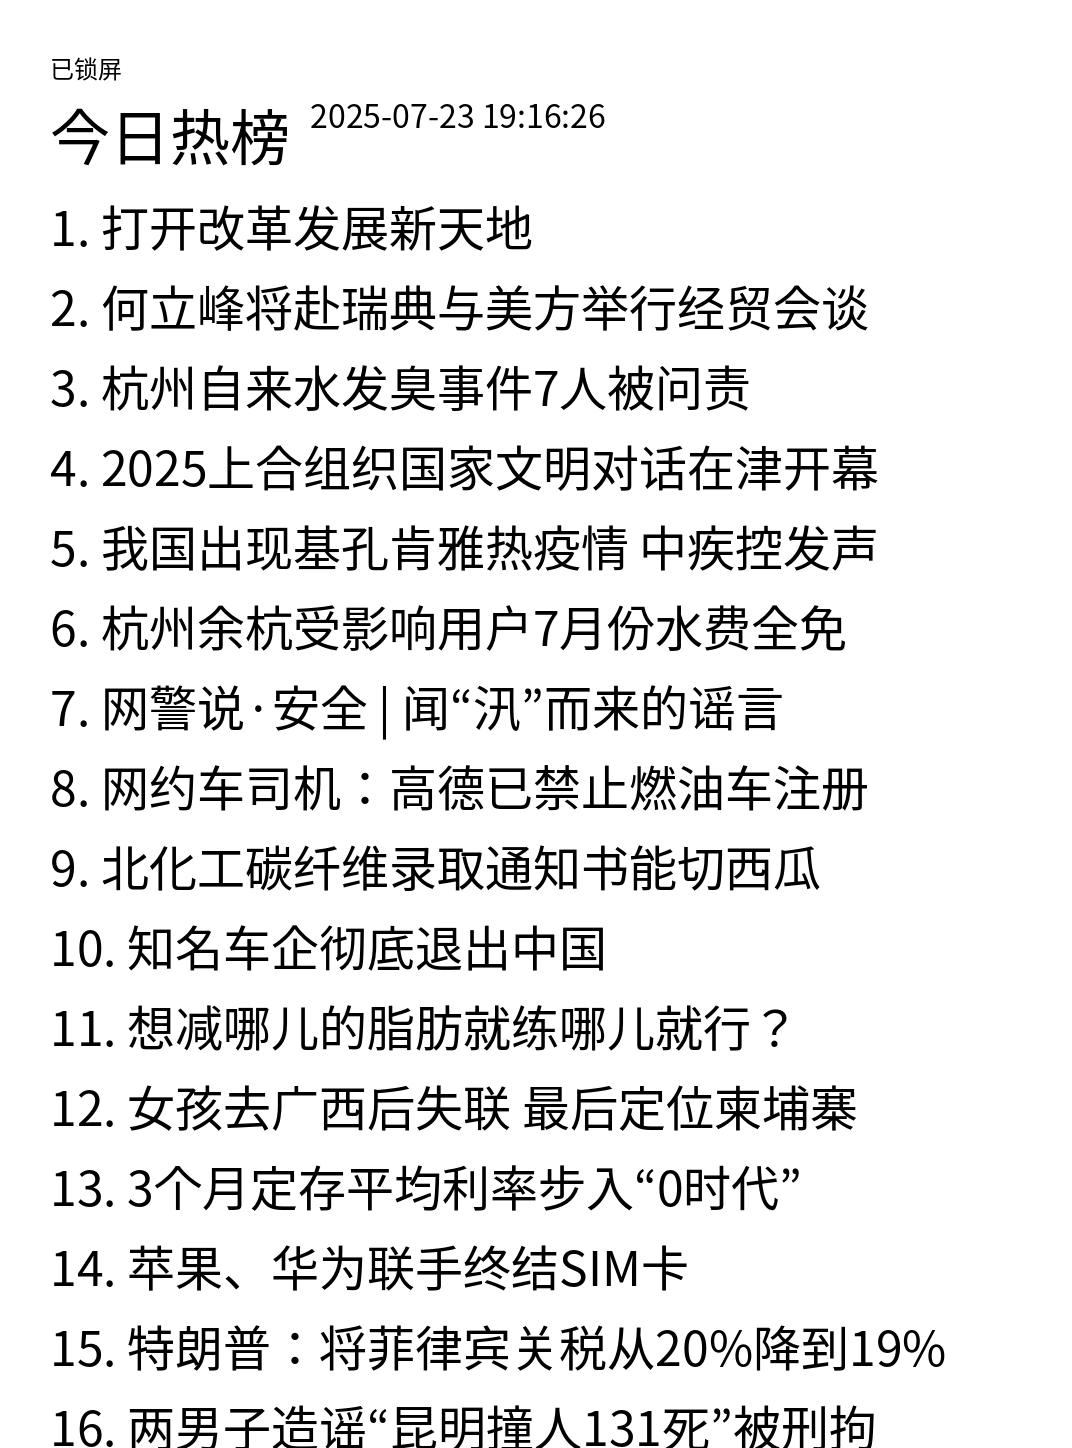 已锁屏
今日热榜 2025-07-23 19:16:26
1. 打开改革发展新天地
2. 何立峰将赴瑞典与美方举行经贸会谈
3. 杭州自来水发臭事件7人被问责
4. 2025上合组织国家文明对话在津开幕
5. 我国出现基孔肯雅热疫情 中疾控发声
6. 杭州余杭受影响用户7月份水费全免
7. 网警说·安全 | 闻“汛”而来的谣言
8. 网约车司机：高德已禁止燃油车注册
9. 北化工碳纤维录取通知书能切西瓜
10. 知名车企彻底退出中国
11. 想减哪儿的脂肪就练哪儿就行？
12. 女孩去广西后失联 最后定位柬埔寨
13. 3个月定存平均利率步入“0时代”
14. 苹果、华为联手终结SIM卡
15. 特朗普：将菲律宾关税从20%降到19%
16. 两男子造谣“昆明撞人131死”被刑拘